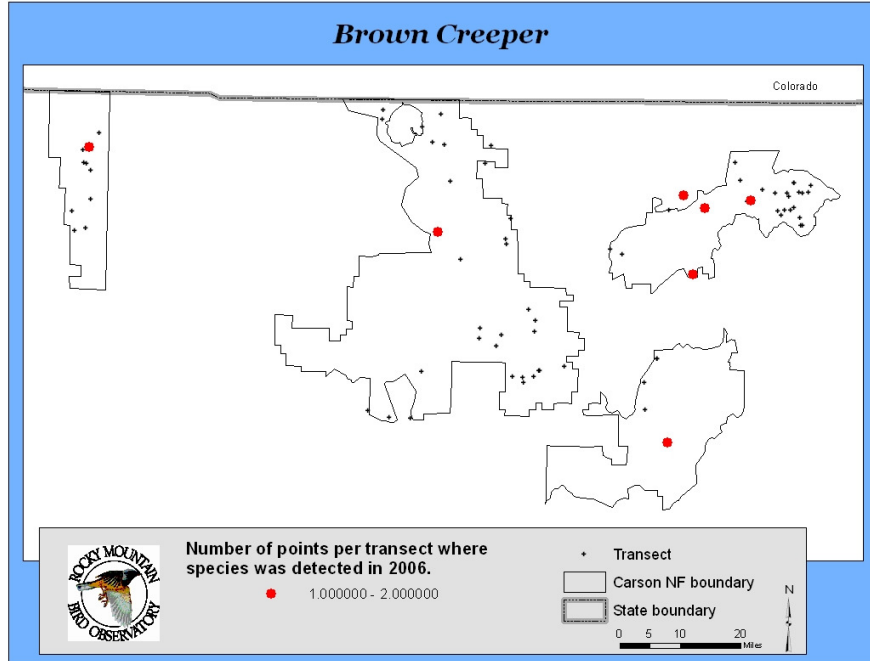 Brown Creeper
Colorado
Number of points per transect where
species was detected in 2006.
1.000000 - 2.000000
ROCKY MOUNTAIN
BIRD OBSERVATORY
Transect
Carson NF boundary
State boundary
N
0 5 10 20
Miles